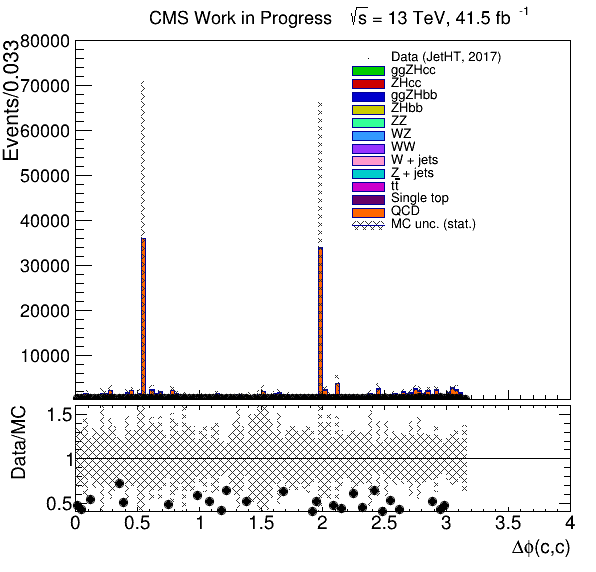 CMS Work in Progress √s = 13 TeV, 41.5 fb⁻¹
Events/0.033
80000
70000
60000
50000
40000
30000
20000
10000
Data (JetHT, 2017)
ggZHcc
ZHcc
ggZHbb
ZHbb
ZZ
WZ
WW
W + jets
Z + jets
tt̅
Single top
QCD
MC unc. (stat.)
Data/MC
1.5
1
0.5
0 0.5 1 1.5 2 2.5 3 3.5 4
Δϕ(c,c)